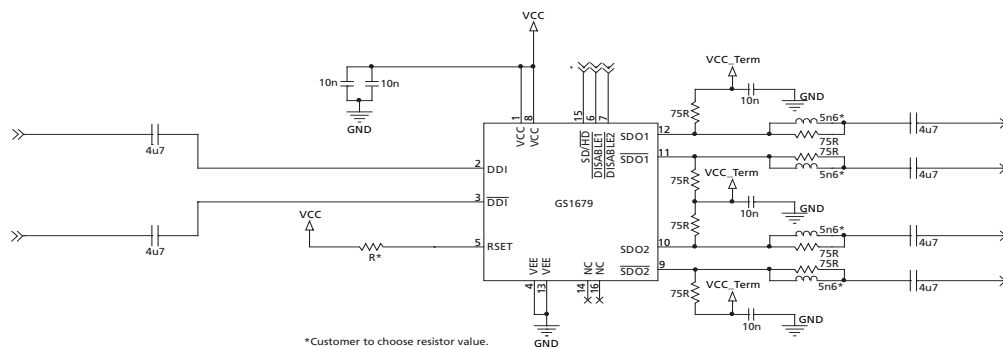 VCC
VCC_Term
10n
10n
10n
GND
GND
75R
5n6*
4u7
75R
15
6
7
1
8
VCC
VCC
SD/HD
DISABLE1
DISABLE2
12
SDO1
4u7
2
DDI
11
SDO1
75R
5n6*
4u7
75R
VCC_Term
10n
GND
GS1679
3
DDI
4u7
VCC
R*
5
RSET
75R
10
SDO2
5n6*
75R
4u7
9
SDO2
75R
5n6*
4u7
VEE
VEE
4
13
NC
NC
14
16
75R
VCC_Term
10n
GND
GND
*
*Customer to choose resistor value.